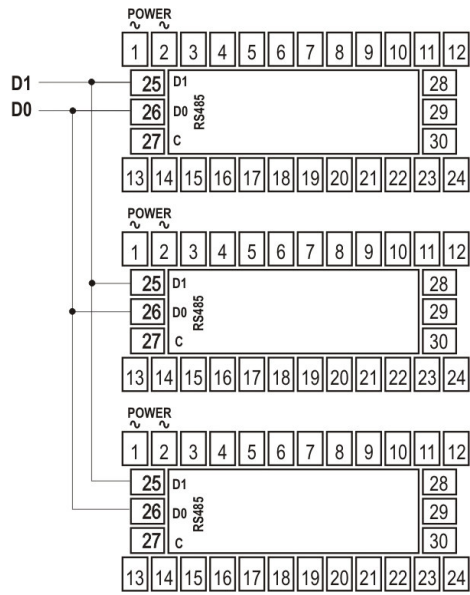 POWER
~ ~
1 2 3 4 5 6 7 8 9 10 11 12
D1 25 D1 28
D0 26 D0 RS485 29
27 C 30
13 14 15 16 17 18 19 20 21 22 23 24
POWER
~ ~
1 2 3 4 5 6 7 8 9 10 11 12
25 D1 28
26 D0 RS485 29
27 C 30
13 14 15 16 17 18 19 20 21 22 23 24
POWER
~ ~
1 2 3 4 5 6 7 8 9 10 11 12
25 D1 28
26 D0 RS485 29
27 C 30
13 14 15 16 17 18 19 20 21 22 23 24